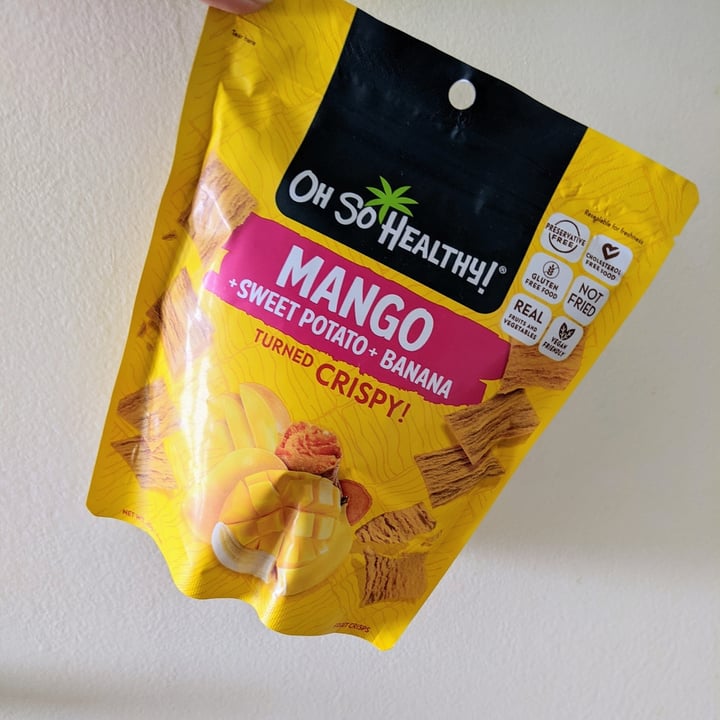 Tear here
OH SO HEALTHY!®
Resealable for freshness
PRESERVATIVE
FREE
CHOLESTEROL
FREE FOOD
GLUTEN
FREE FOOD
NOT
FRIED
REAL
FRUITS AND
VEGETABLES
VEGAN
FRIENDLY
MANGO
+SWEET POTATO + BANANA
TURNED CRISPY!
NET
FRUIT CRISPS